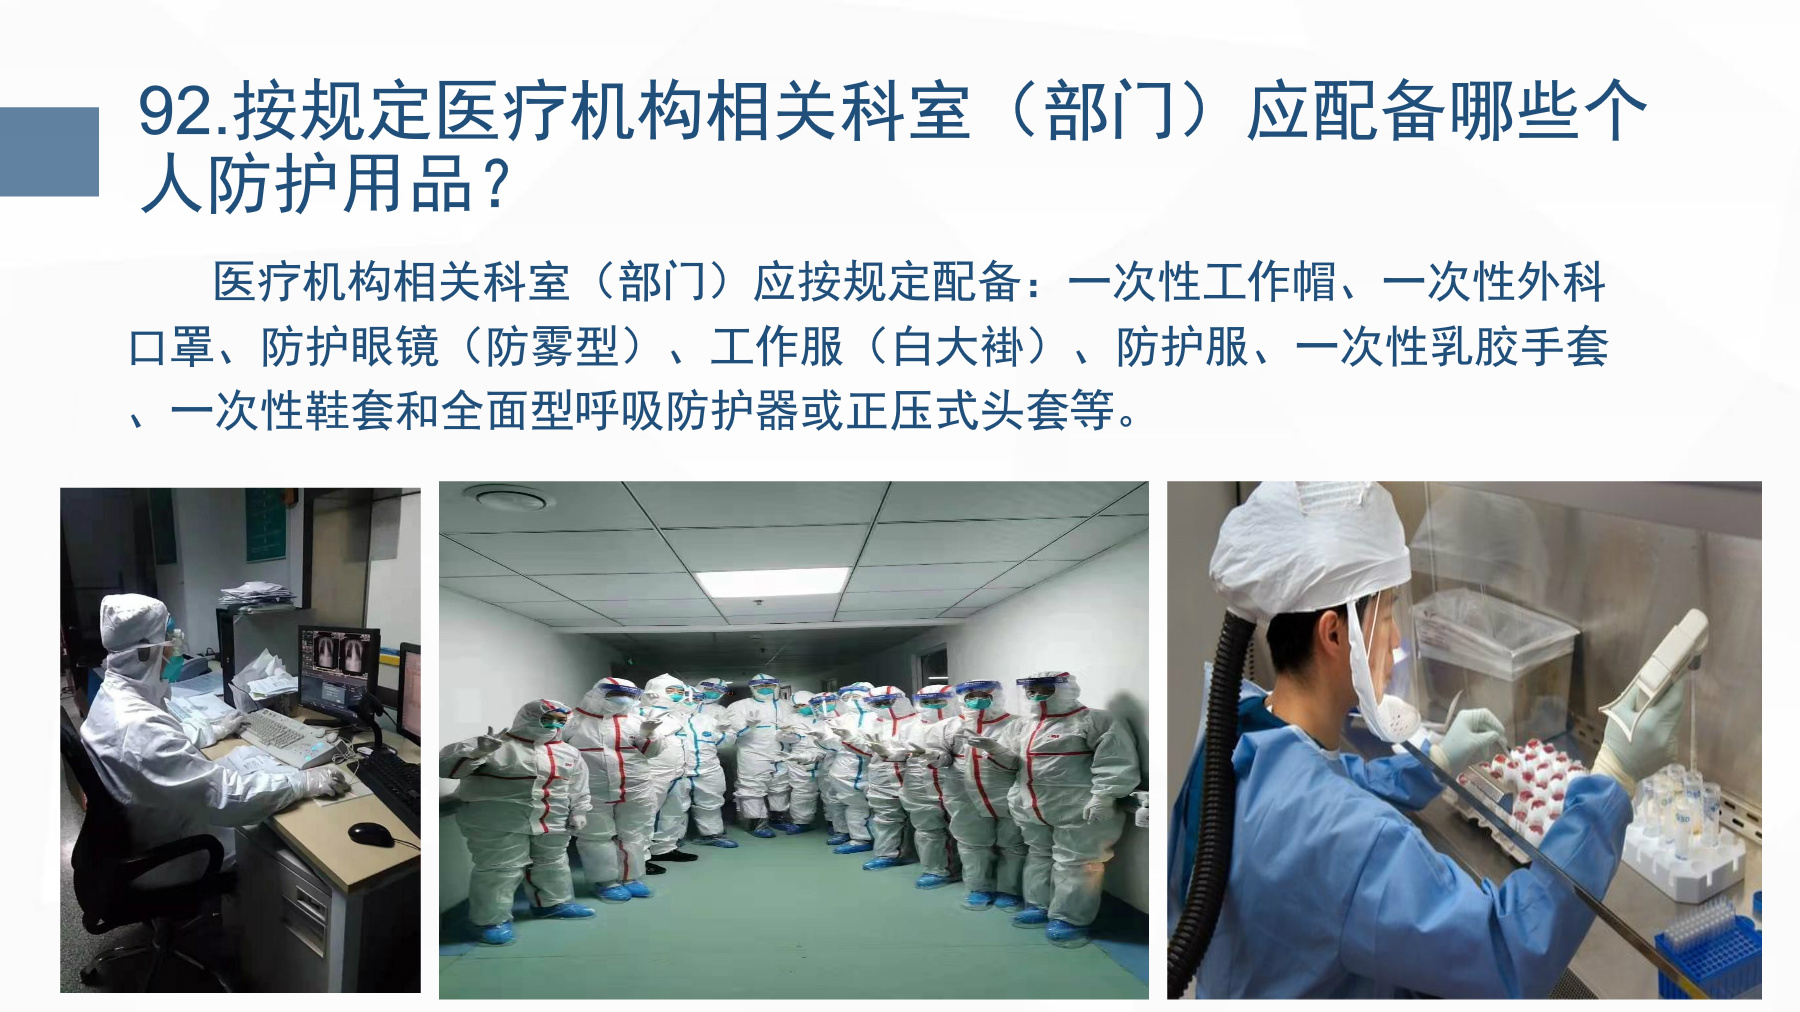 92.按规定医疗机构相关科室（部门）应配备哪些个
人防护用品？
医疗机构相关科室（部门）应按规定配备：一次性工作帽、一次性外科
口罩、防护眼镜（防雾型）、工作服（白大褂）、防护服、一次性乳胶手套
、一次性鞋套和全面型呼吸防护器或正压式头套等。